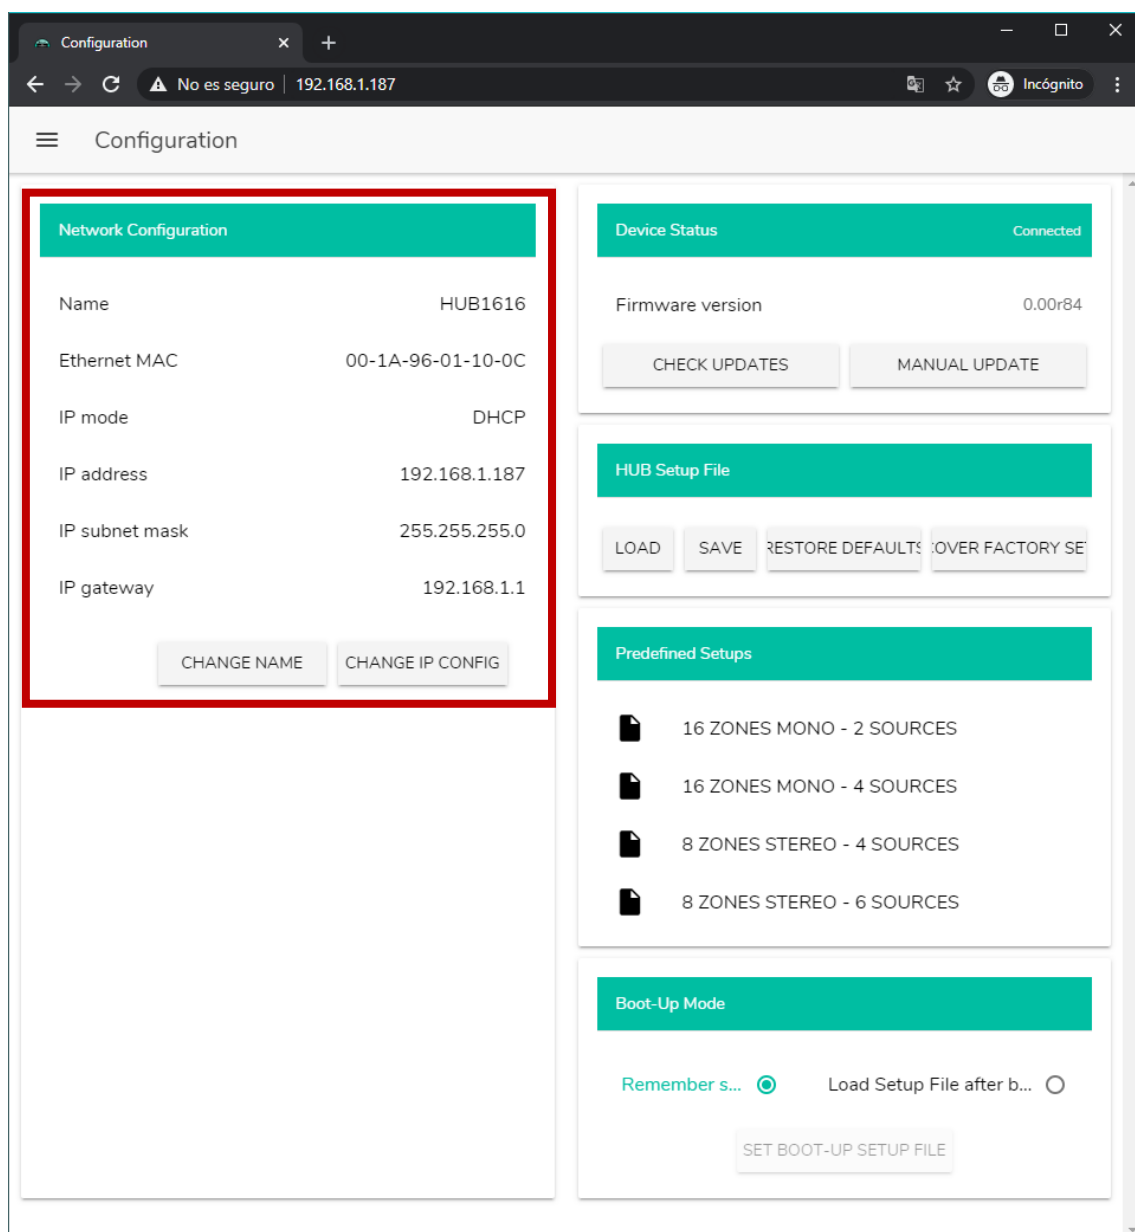 Configuration
No es seguro | 192.168.1.187
Incógnito
Configuration
Network Configuration
Name HUB1616
Ethernet MAC 00-1A-96-01-10-0C
IP mode DHCP
IP address 192.168.1.187
IP subnet mask 255.255.255.0
IP gateway 192.168.1.1
CHANGE NAME CHANGE IP CONFIG
Device Status Connected
Firmware version 0.00r84
CHECK UPDATES MANUAL UPDATE
HUB Setup File
LOAD SAVE RESTORE DEFAULTS OVER FACTORY SE
Predefined Setups
16 ZONES MONO - 2 SOURCES
16 ZONES MONO - 4 SOURCES
8 ZONES STEREO - 4 SOURCES
8 ZONES STEREO - 6 SOURCES
Boot-Up Mode
Remember s... Load Setup File after b...
SET BOOT-UP SETUP FILE